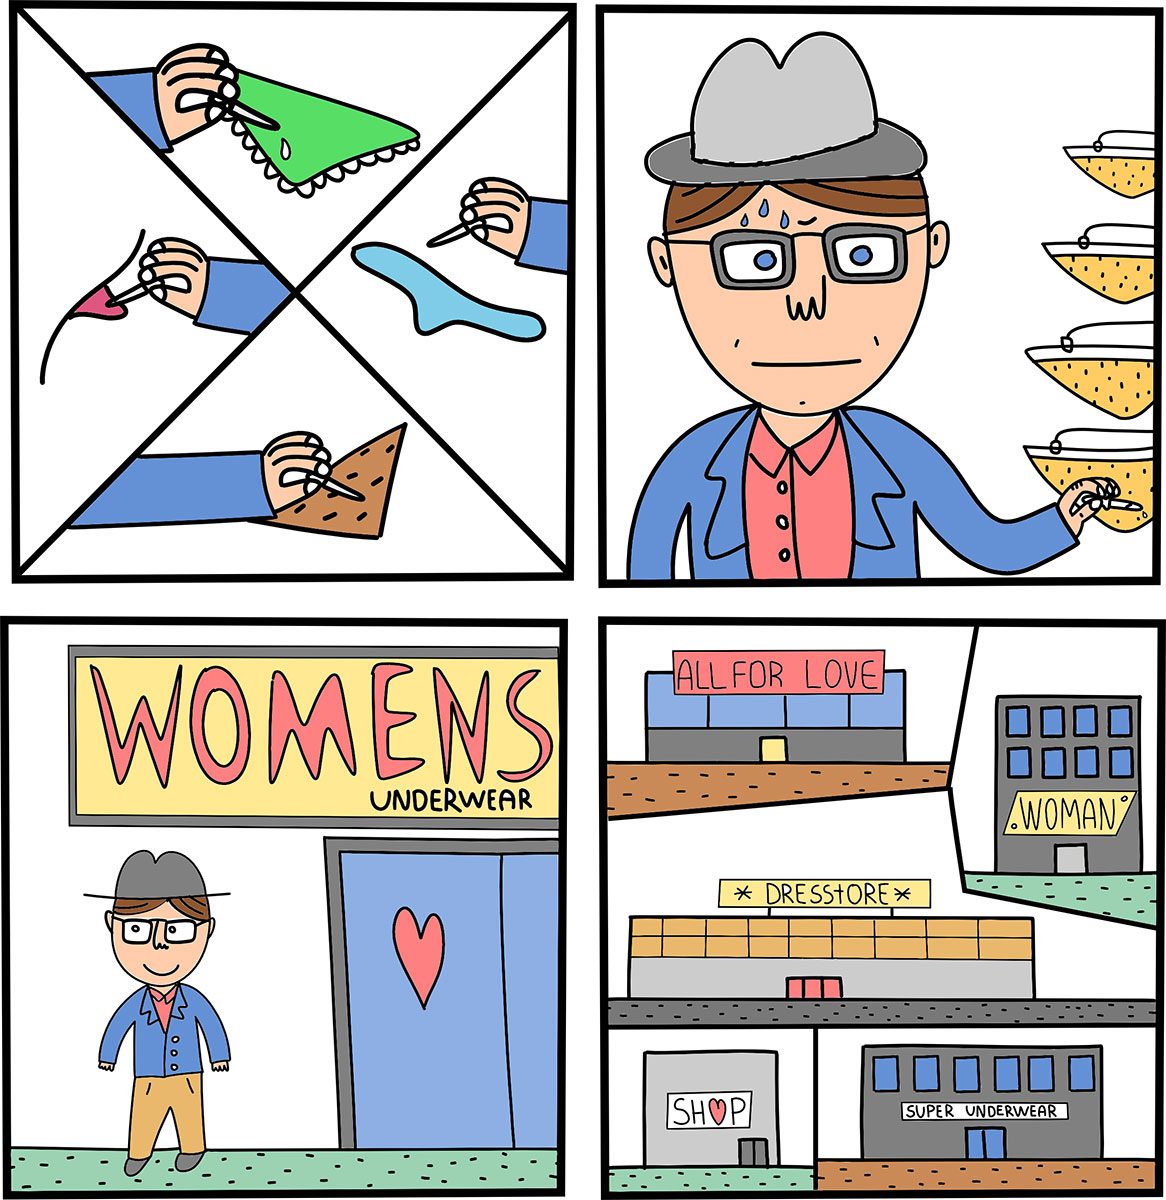 WOMENS
UNDERWEAR
ALL FOR LOVE
WOMAN
* DRESSTORE *
SHOP
SUPER UNDERWEAR